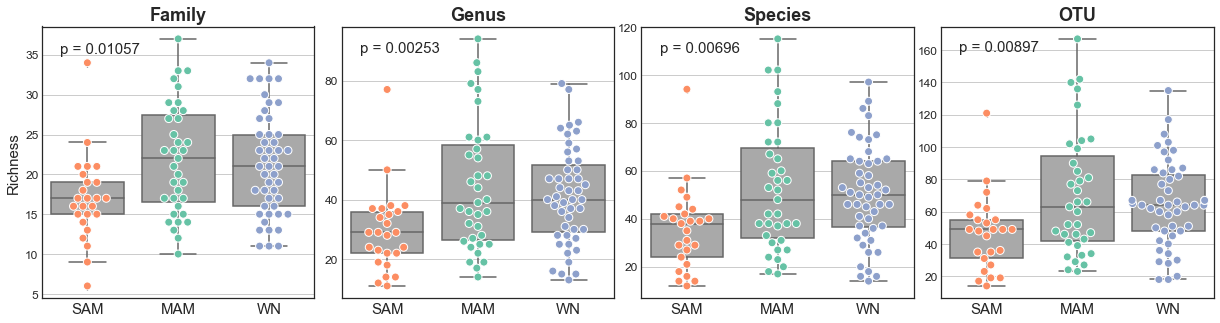 Family
Genus
Species
OTU
Richness
p = 0.01057
35
30
25
20
15
10
5
SAM
MAM
WN
p = 0.00253
80
60
40
20
SAM
MAM
WN
p = 0.00696
120
100
80
60
40
20
SAM
MAM
WN
p = 0.00897
160
140
120
100
80
60
40
20
SAM
MAM
WN